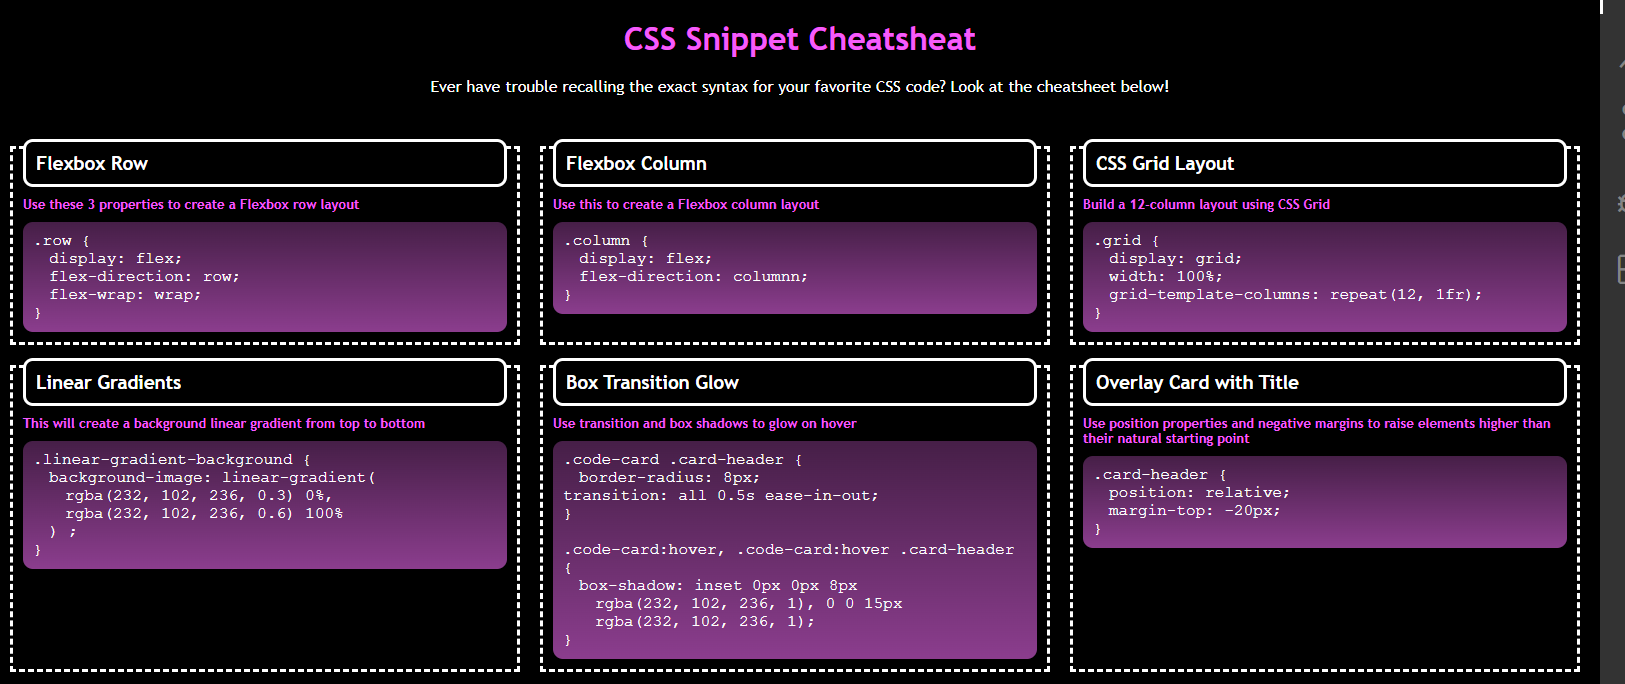 CSS Snippet Cheatsheat
Ever have trouble recalling the exact syntax for your favorite CSS code? Look at the cheatsheet below!
Flexbox Row
Use these 3 properties to create a Flexbox row layout
.row {
  display: flex;
  flex-direction: row;
  flex-wrap: wrap;
}
Flexbox Column
Use this to create a Flexbox column layout
.column {
  display: flex;
  flex-direction: columnn;
}
CSS Grid Layout
Build a 12-column layout using CSS Grid
.grid {
  display: grid;
  width: 100%;
  grid-template-columns: repeat(12, 1fr);
}
Linear Gradients
This will create a background linear gradient from top to bottom
.linear-gradient-background {
  background-image: linear-gradient(
    rgba(232, 102, 236, 0.3) 0%,
    rgba(232, 102, 236, 0.6) 100%
  ) ;
}
Box Transition Glow
Use transition and box shadows to glow on hover
.code-card .card-header {
  border-radius: 8px;
transition: all 0.5s ease-in-out;
}
.code-card:hover, .code-card:hover .card-header
{
  box-shadow: inset 0px 0px 8px
    rgba(232, 102, 236, 1), 0 0 15px
    rgba(232, 102, 236, 1);
}
Overlay Card with Title
Use position properties and negative margins to raise elements higher than
their natural starting point
.card-header {
  position: relative;
  margin-top: -20px;
}